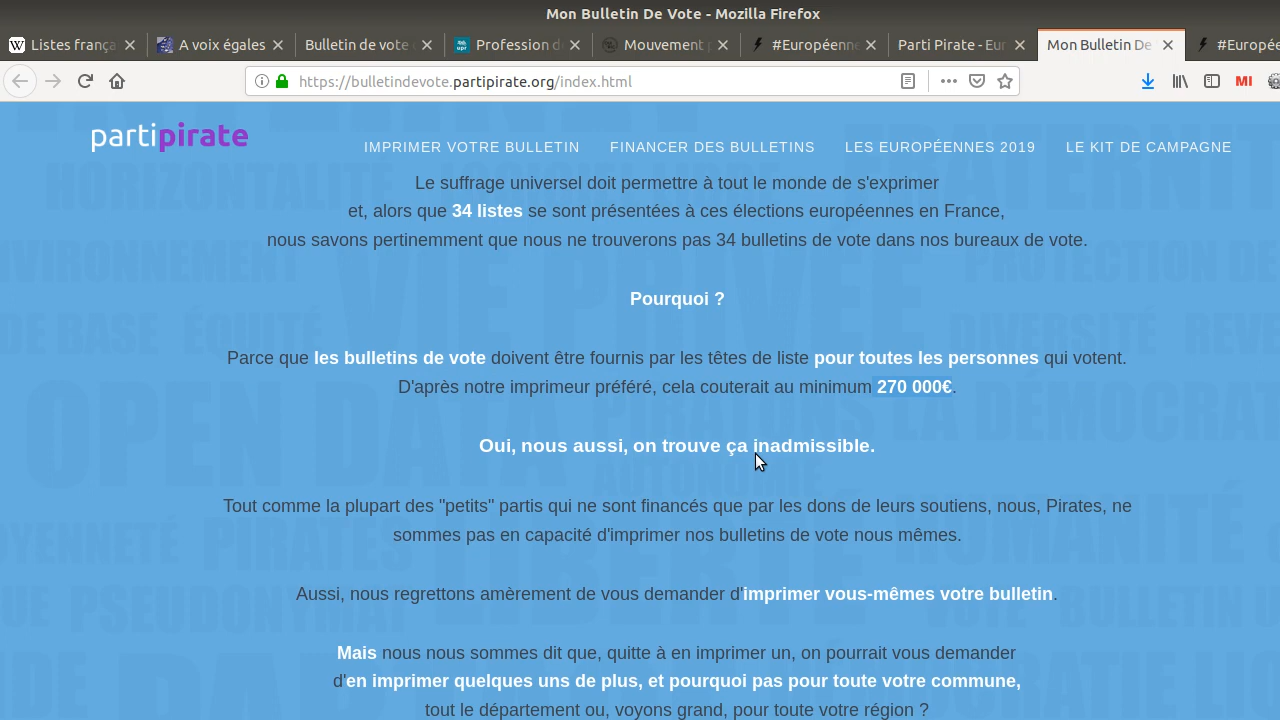 Mon Bulletin De Vote - Mozilla Firefox
Listes frança
A voix égales
Bulletin de vote
Profession d
Mouvement
#Européenn
Parti Pirate - Eur
Mon Bulletin De
#Europée
https://bulletindevote.partipirate.org/index.html
MI
partipirate
IMPRIMER VOTRE BULLETIN
FINANCER DES BULLETINS
LES EUROPÉENNES 2019
LE KIT DE CAMPAGNE
Le suffrage universel doit permettre à tout le monde de s'exprimer
et, alors que 34 listes se sont présentées à ces élections européennes en France,
nous savons pertinemment que nous ne trouverons pas 34 bulletins de vote dans nos bureaux de vote.
Pourquoi ?
Parce que les bulletins de vote doivent être fournis par les têtes de liste pour toutes les personnes qui votent.
D'après notre imprimeur préféré, cela couterait au minimum 270 000€.
Oui, nous aussi, on trouve ça inadmissible.
Tout comme la plupart des "petits" partis qui ne sont financés que par les dons de leurs soutiens, nous, Pirates, ne
sommes pas en capacité d'imprimer nos bulletins de vote nous mêmes.
Aussi, nous regrettons amèrement de vous demander d'imprimer vous-mêmes votre bulletin.
Mais nous nous sommes dit que, quitte à en imprimer un, on pourrait vous demander
d'en imprimer quelques uns de plus, et pourquoi pas pour toute votre commune,
tout le département ou, voyons grand, pour toute votre région ?